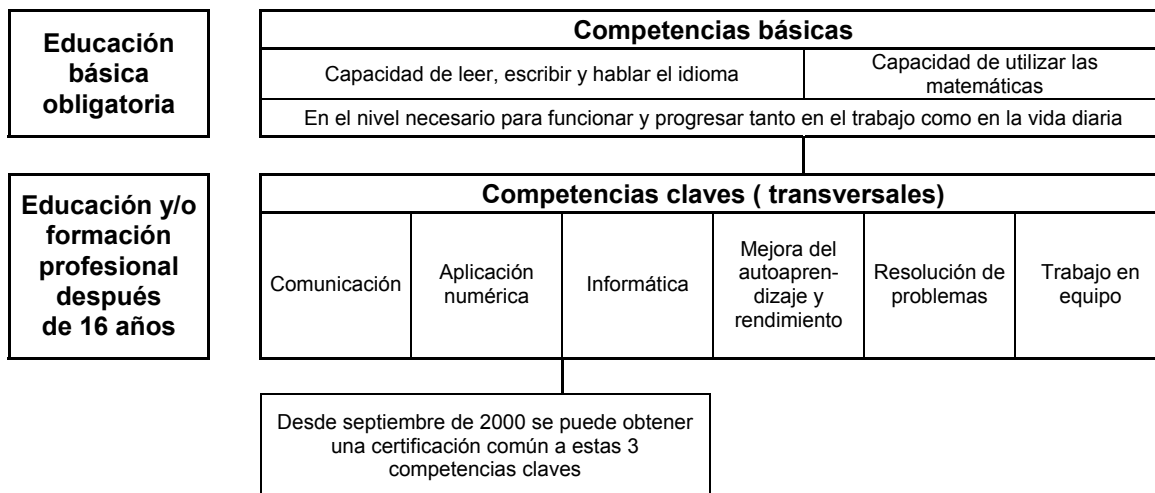 Educación
básica
obligatoria
Competencias básicas
Capacidad de leer, escribir y hablar el idioma
Capacidad de utilizar las
matemáticas
En el nivel necesario para funcionar y progresar tanto en el trabajo como en la vida diaria
Educación y/o
formación
profesional
después
de 16 años
Competencias claves ( transversales)
Comunicación
Aplicación
numérica
Informática
Mejora del
autoapren-
dizaje y
rendimiento
Resolución de
problemas
Trabajo en
equipo
Desde septiembre de 2000 se puede obtener
una certificación común a estas 3
competencias claves